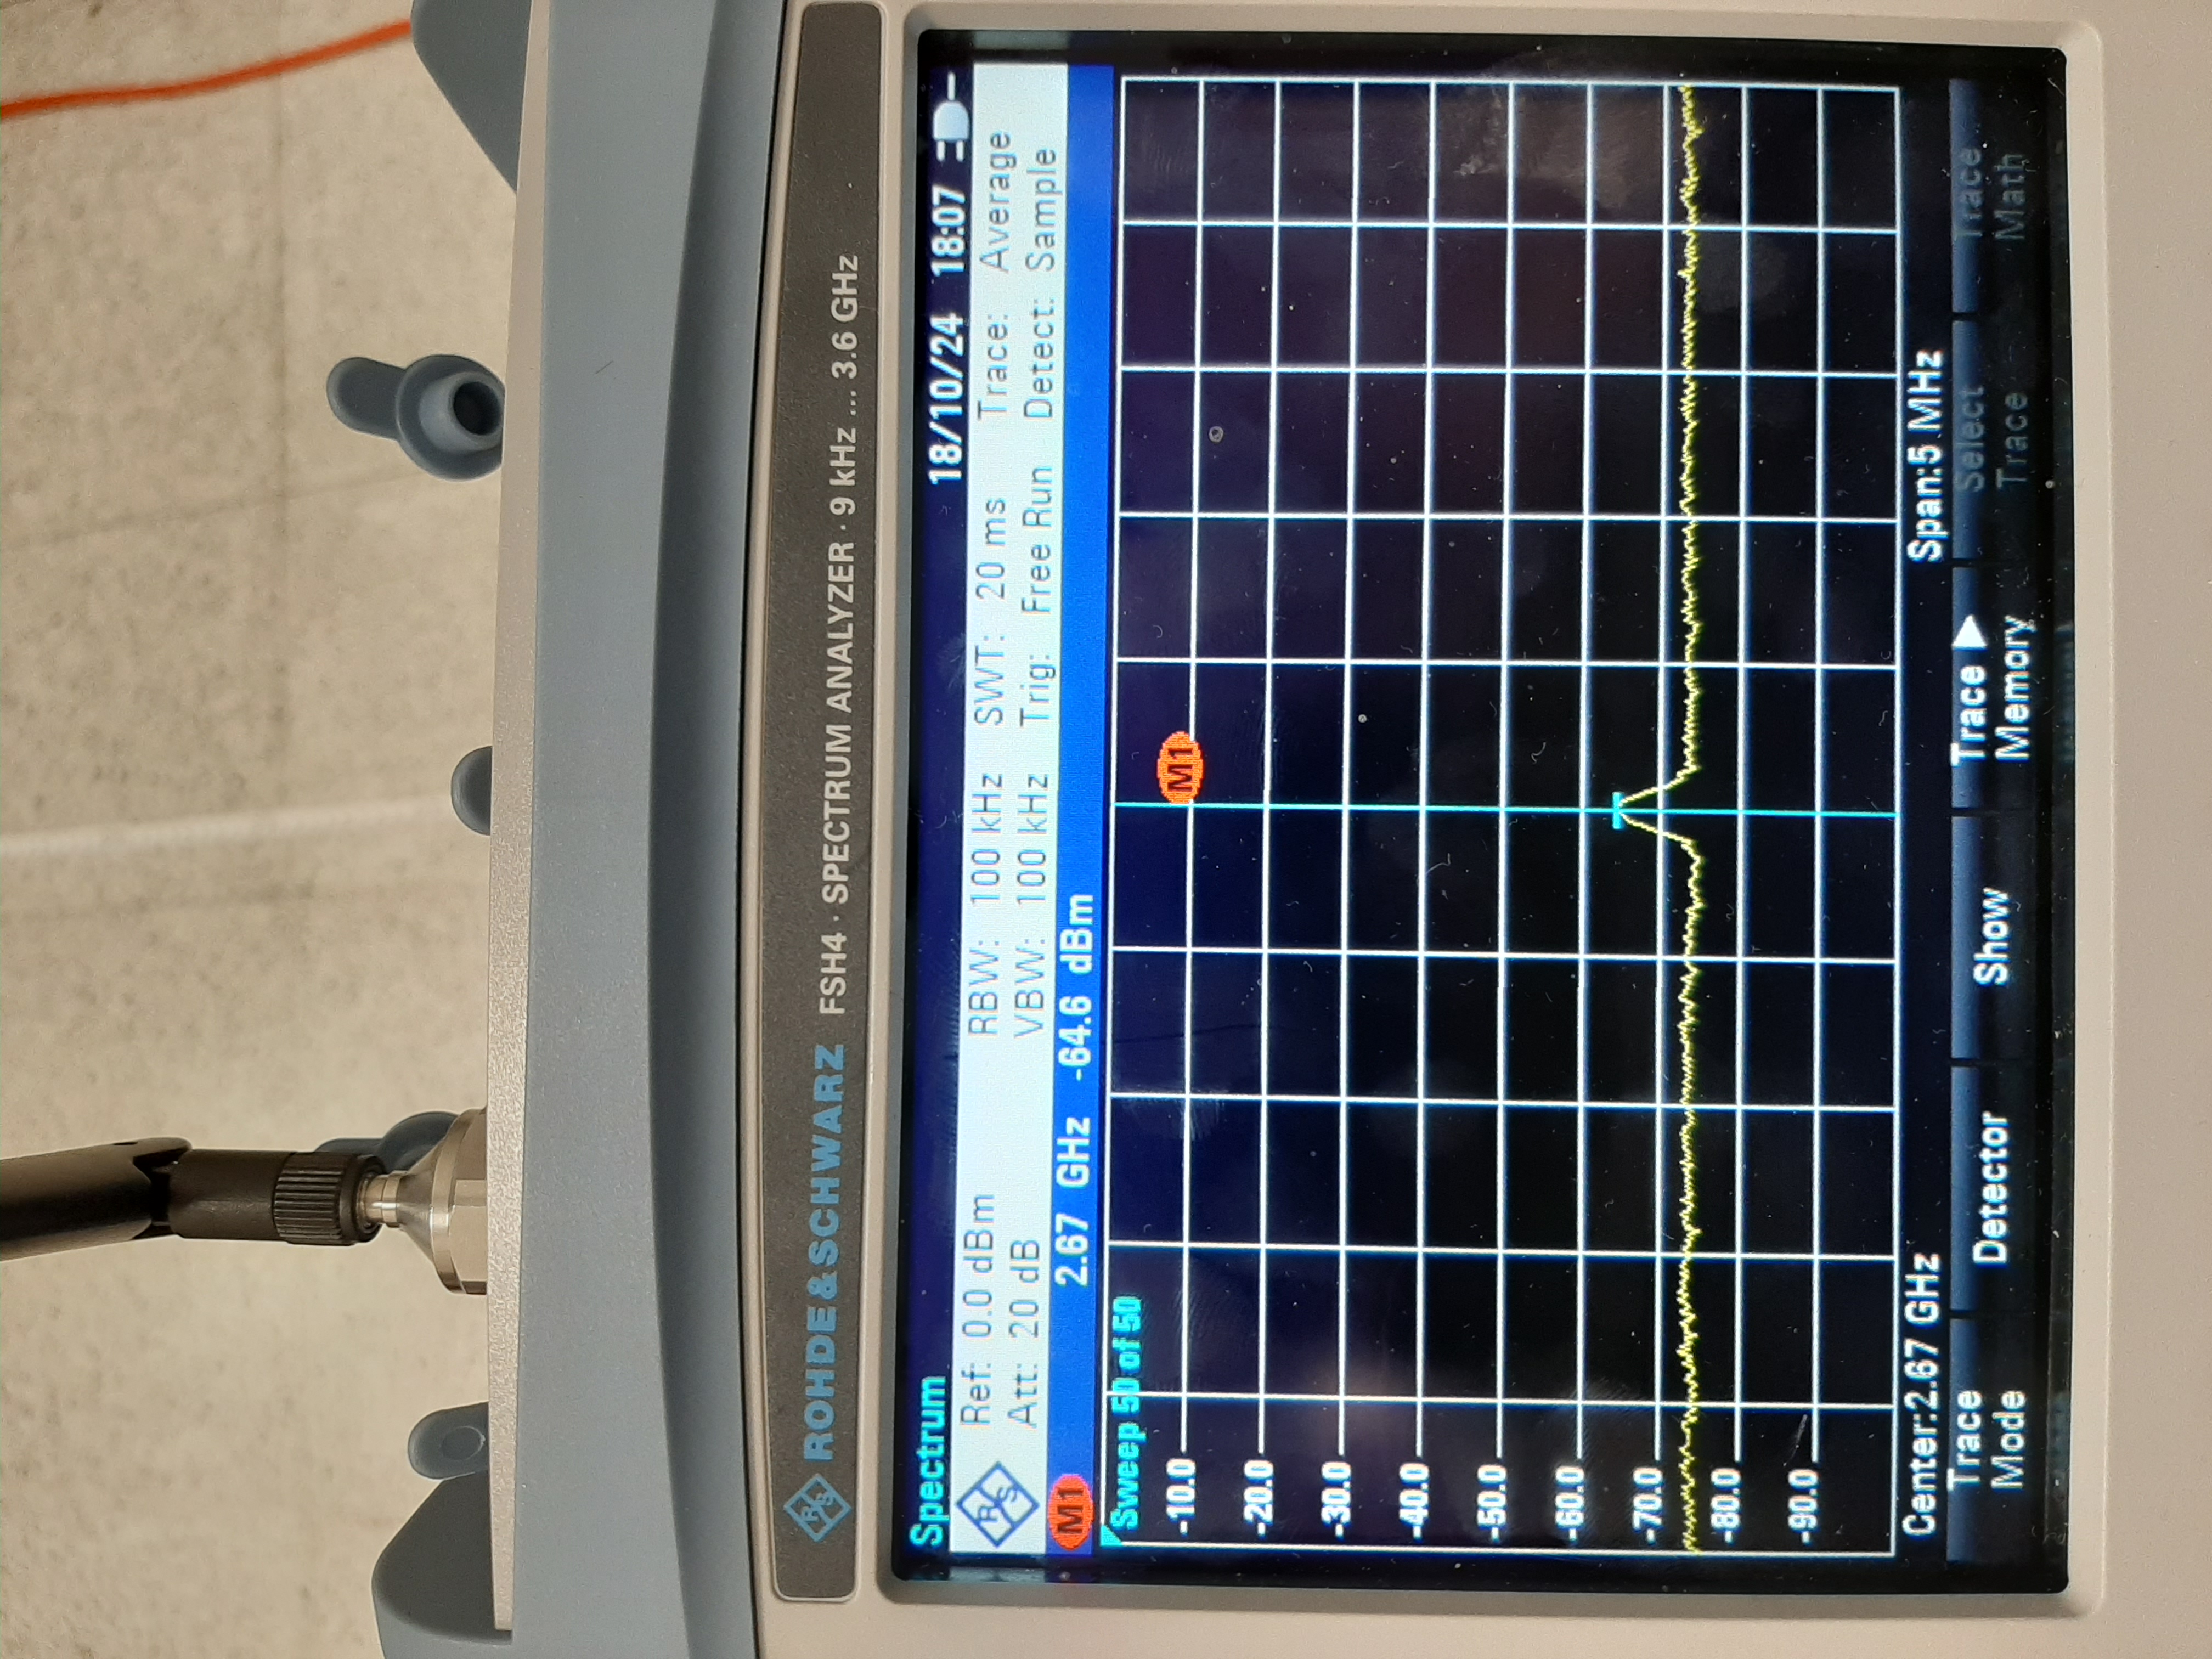 R/S ROHDE&SCHWARZ FSH4 · SPECTRUM ANALYZER · 9 kHz ... 3.6 GHz
Spectrum 18/10/24 18:07
R/S Ref: 0.0 dBm RBW: 100 kHz SWT: 20 ms Trace: Average
Att: 20 dB VBW: 100 kHz Trig: Free Run Detect: Sample
M1 2.67 GHz -64.6 dBm
Sweep 50 of 50
M1
-10.0
-20.0
-30.0
-40.0
-50.0
-60.0
-70.0
-80.0
-90.0
Center:2.67 GHz Span:5 MHz
Trace Mode
Detector
Show
Trace Memory
Select Trace
Trace Math